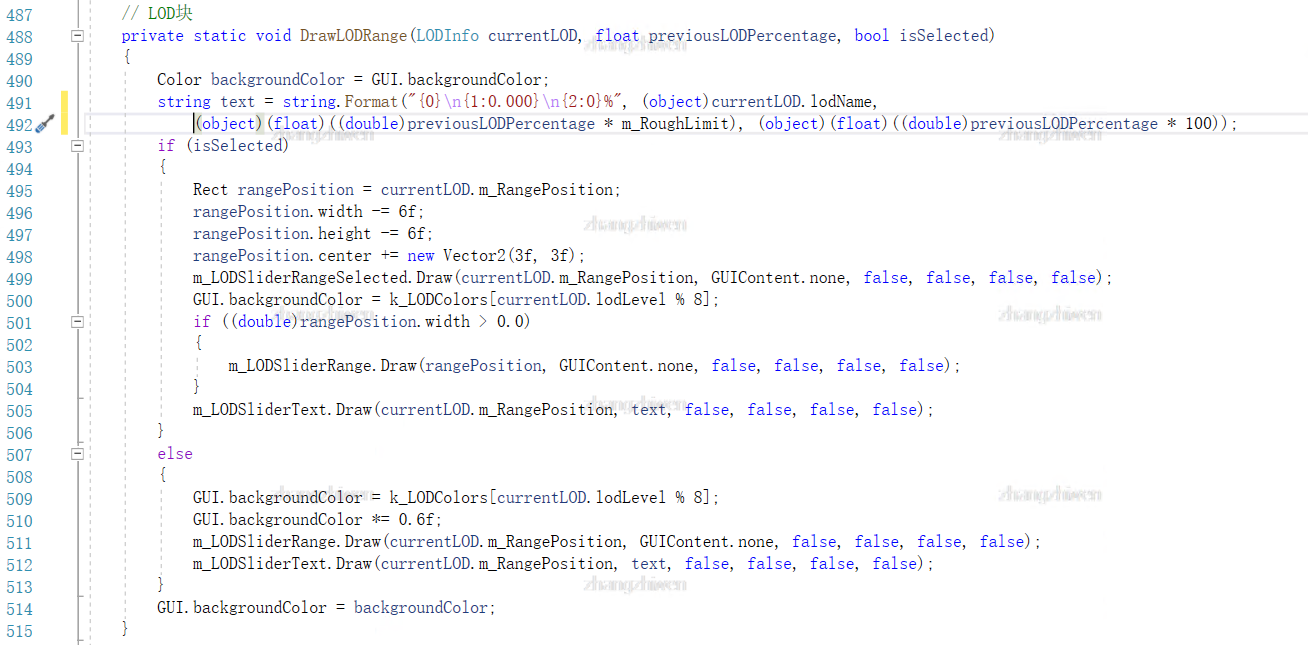 487 // LOD块
488 private static void DrawLODRange(LODInfo currentLOD, float previousLODPercentage, bool isSelected)
489 {
490 Color backgroundColor = GUI.backgroundColor;
491 string text = string.Format("{0}\n{1:0.000}\n{2:0}%", (object)currentLOD.lodName,
492 (object)(float)((double)previousLODPercentage * m_RoughLimit), (object)(float)((double)previousLODPercentage * 100));
493 if (isSelected)
494 {
495 Rect rangePosition = currentLOD.m_RangePosition;
496 rangePosition.width -= 6f;
497 rangePosition.height -= 6f;
498 rangePosition.center += new Vector2(3f, 3f);
499 m_LODSliderRangeSelected.Draw(currentLOD.m_RangePosition, GUIContent.none, false, false, false, false);
500 GUI.backgroundColor = k_LODColors[currentLOD.lodLevel % 8];
501 if ((double)rangePosition.width > 0.0)
502 {
503 m_LODSliderRange.Draw(rangePosition, GUIContent.none, false, false, false, false);
504 }
505 m_LODSliderText.Draw(currentLOD.m_RangePosition, text, false, false, false, false);
506 }
507 else
508 {
509 GUI.backgroundColor = k_LODColors[currentLOD.lodLevel % 8];
510 GUI.backgroundColor *= 0.6f;
511 m_LODSliderRange.Draw(currentLOD.m_RangePosition, GUIContent.none, false, false, false, false);
512 m_LODSliderText.Draw(currentLOD.m_RangePosition, text, false, false, false, false);
513 }
514 GUI.backgroundColor = backgroundColor;
515 }